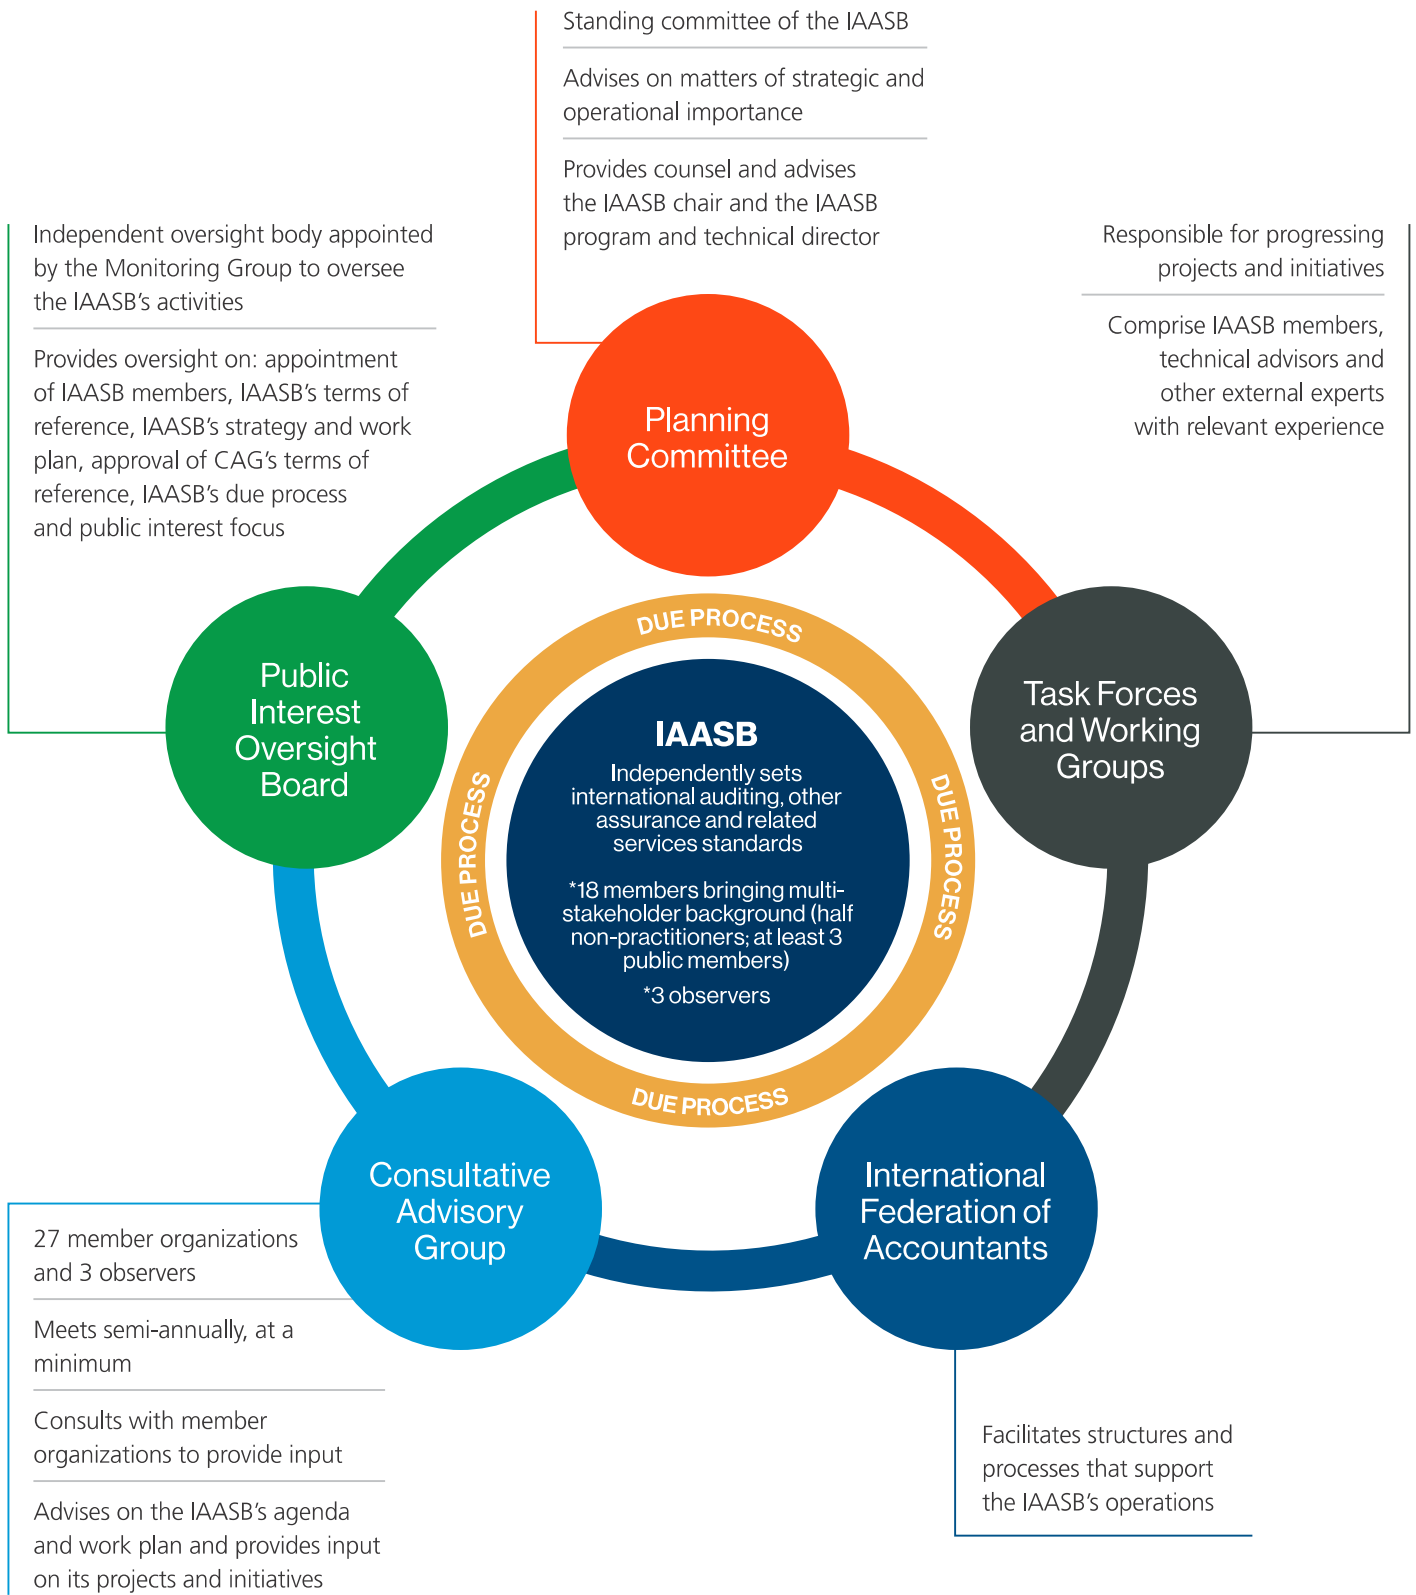 Standing committee of the IAASB
Advises on matters of strategic and
operational importance
Provides counsel and advises
the IAASB chair and the IAASB
program and technical director
Independent oversight body appointed
by the Monitoring Group to oversee
the IAASB’s activities
Provides oversight on: appointment
of IAASB members, IAASB’s terms of
reference, IAASB’s strategy and work
plan, approval of CAG’s terms of
reference, IAASB’s due process
and public interest focus
Responsible for progressing
projects and initiatives
Comprise IAASB members,
technical advisors and
other external experts
with relevant experience
Planning
Committee
Public
Interest
Oversight
Board
Task Forces
and Working
Groups
DUE PROCESS
DUE PROCESS
DUE PROCESS
DUE PROCESS
IAASB
Independently sets
international auditing, other
assurance and related
services standards
*18 members bringing multi-
stakeholder background (half
non-practitioners; at least 3
public members)
*3 observers
Consultative
Advisory
Group
International
Federation of
Accountants
27 member organizations
and 3 observers
Meets semi-annually, at a
minimum
Consults with member
organizations to provide input
Advises on the IAASB’s agenda
and work plan and provides input
on its projects and initiatives
Facilitates structures and
processes that support
the IAASB’s operations